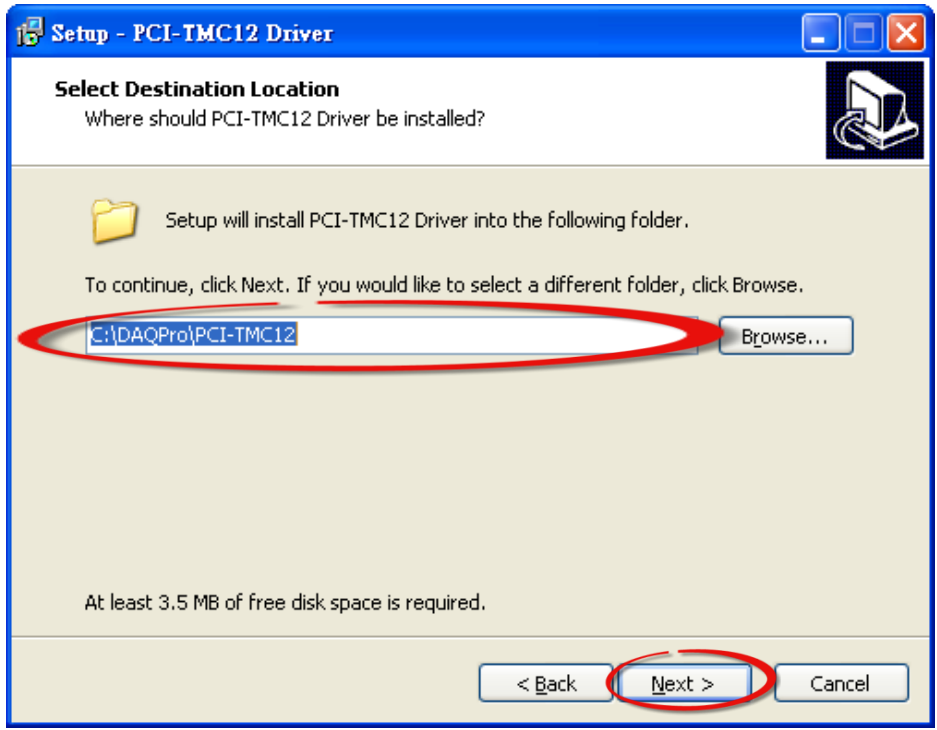 Setup - PCI-TMC12 Driver
Select Destination Location
Where should PCI-TMC12 Driver be installed?
Setup will install PCI-TMC12 Driver into the following folder.
To continue, click Next. If you would like to select a different folder, click Browse.
C:\DAQPro\PCI-TMC12
Browse...
At least 3.5 MB of free disk space is required.
< Back
Next >
Cancel